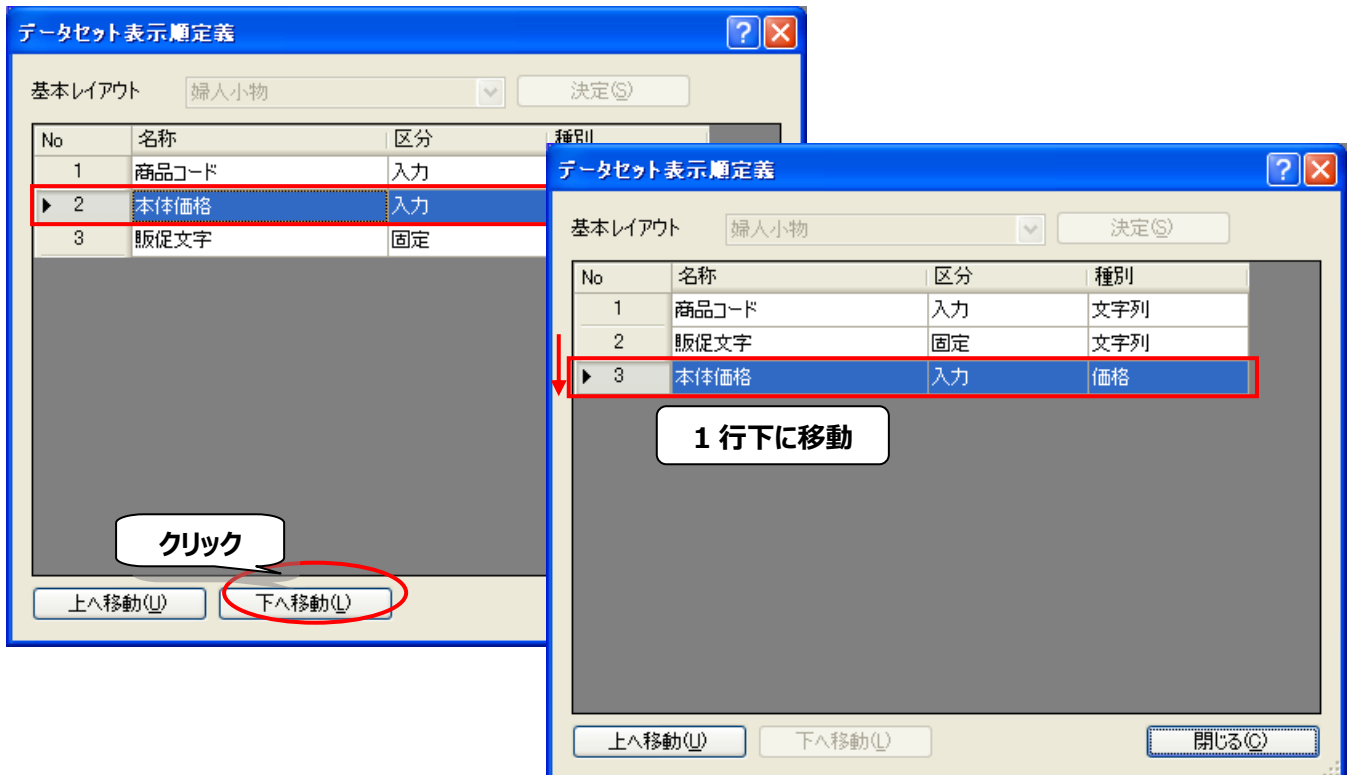 データセット表示順定義
基本レイアウト 婦人小物 決定(S)
No 名称 区分 種別
1 商品コード 入力
2 本体価格 入力
3 販促文字 固定
クリック
上へ移動(U) 下へ移動(L)
データセット表示順定義
基本レイアウト 婦人小物 決定(S)
No 名称 区分 種別
1 商品コード 入力 文字列
2 販促文字 固定 文字列
3 本体価格 入力 価格
1 行下に移動
上へ移動(U) 下へ移動(L) 閉じる(C)